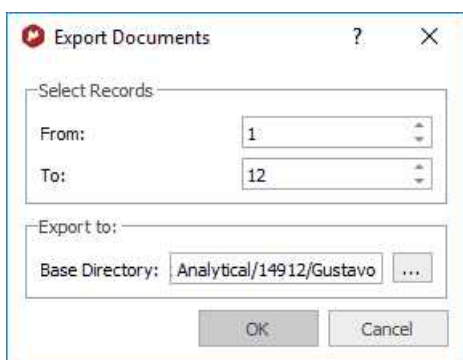 Export Documents ? ×
Select Records
From: 1
To: 12
Export to:
Base Directory: Analytical/14912/Gustavo ...
OK Cancel